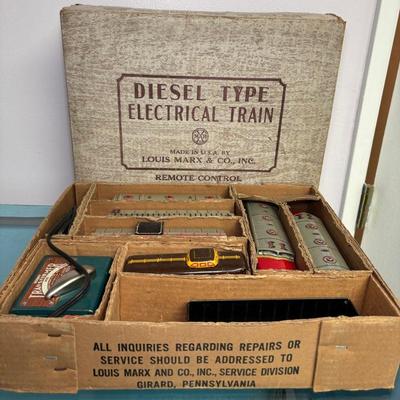 DIESEL TYPE
ELECTRICAL TRAIN
MADE IN U.S.A. BY
LOUIS MARX & CO., INC.
REMOTE CONTROL
ALL INQUIRIES REGARDING REPAIRS OR
SERVICE SHOULD BE ADDRESSED TO
LOUIS MARX AND CO., INC., SERVICE DIVISION
GIRARD, PENNSYLVANIA